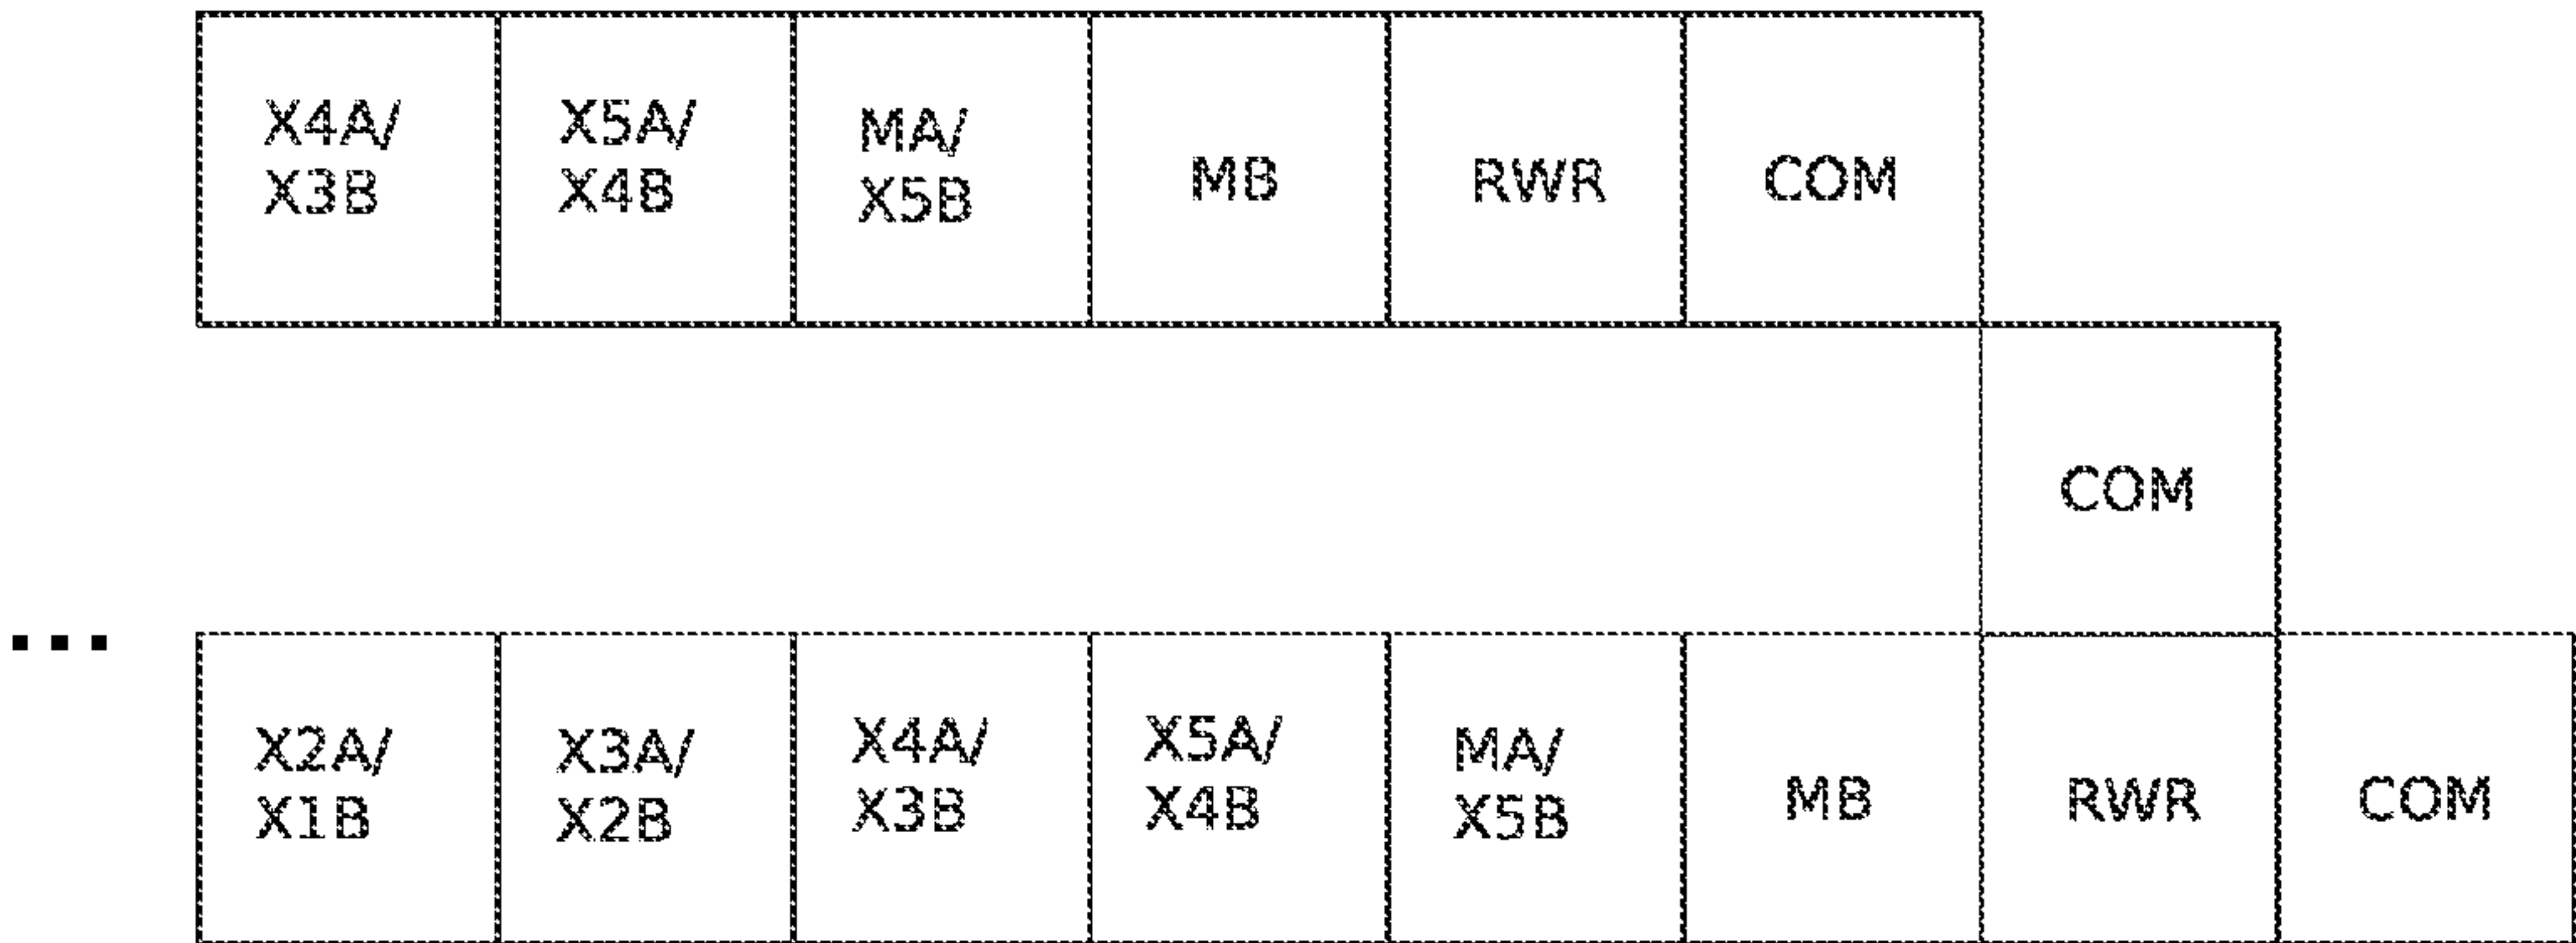 X4A/
X3B
X5A/
X4B
MA/
X5B
MB
RWR
COM
COM
...
X2A/
X1B
X3A/
X2B
X4A/
X3B
X5A/
X4B
MA/
X5B
MB
RWR
COM